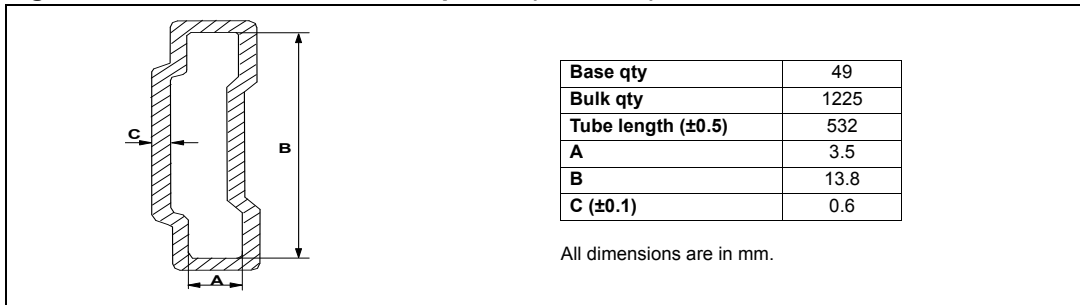 C
B
A
Base qty 49
Bulk qty 1225
Tube length (±0.5) 532
A 3.5
B 13.8
C (±0.1) 0.6
All dimensions are in mm.